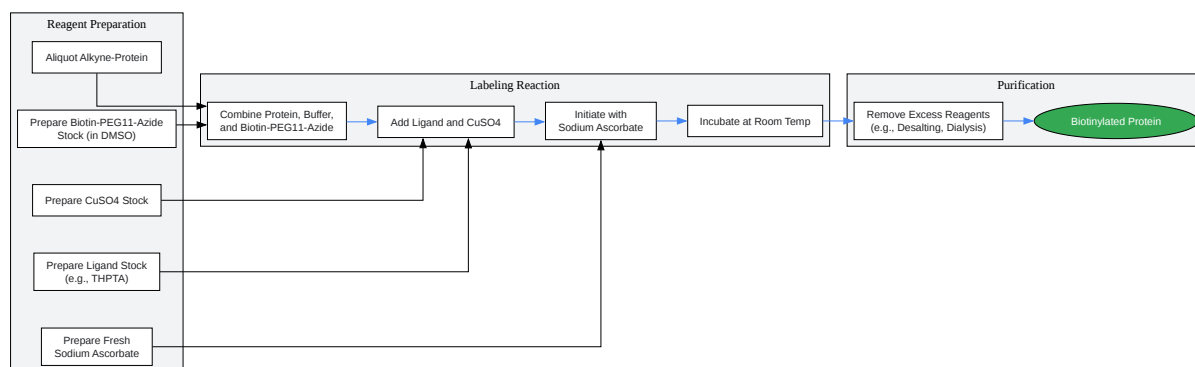 Reagent Preparation
Aliquot Alkyne-Protein
Prepare Biotin-PEG11-Azide
Stock (in DMSO)
Prepare CuSO4 Stock
Prepare Ligand Stock
(e.g., THPTA)
Prepare Fresh
Sodium Ascorbate
Labeling Reaction
Combine Protein, Buffer,
and Biotin-PEG11-Azide
Add Ligand and CuSO4
Initiate with
Sodium Ascorbate
Incubate at Room Temp
Purification
Remove Excess Reagents
(e.g., Desalting, Dialysis)
Biotinylated Protein